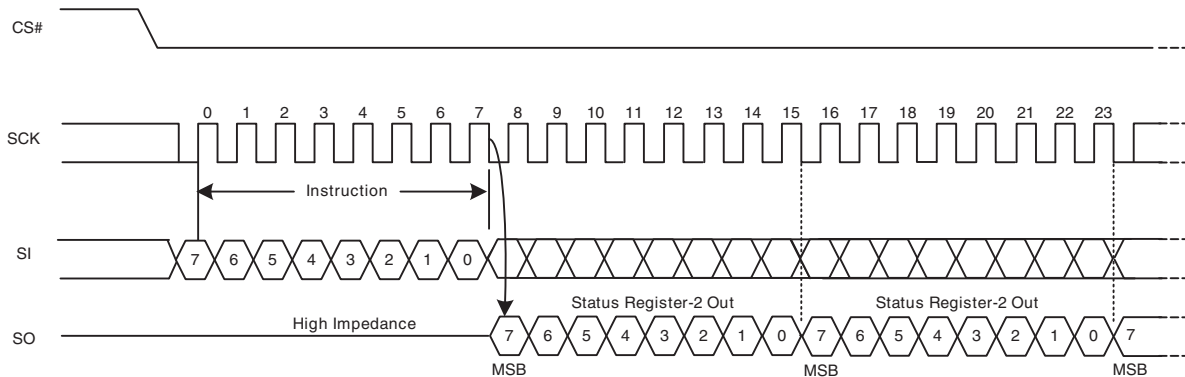 CS#
0 1 2 3 4 5 6 7 8 9 10 11 12 13 14 15 16 17 18 19 20 21 22 23
SCK
Instruction
SI 7 6 5 4 3 2 1 0
Status Register-2 Out Status Register-2 Out
High Impedance
SO 7 6 5 4 3 2 1 0 7 6 5 4 3 2 1 0 7
MSB MSB MSB